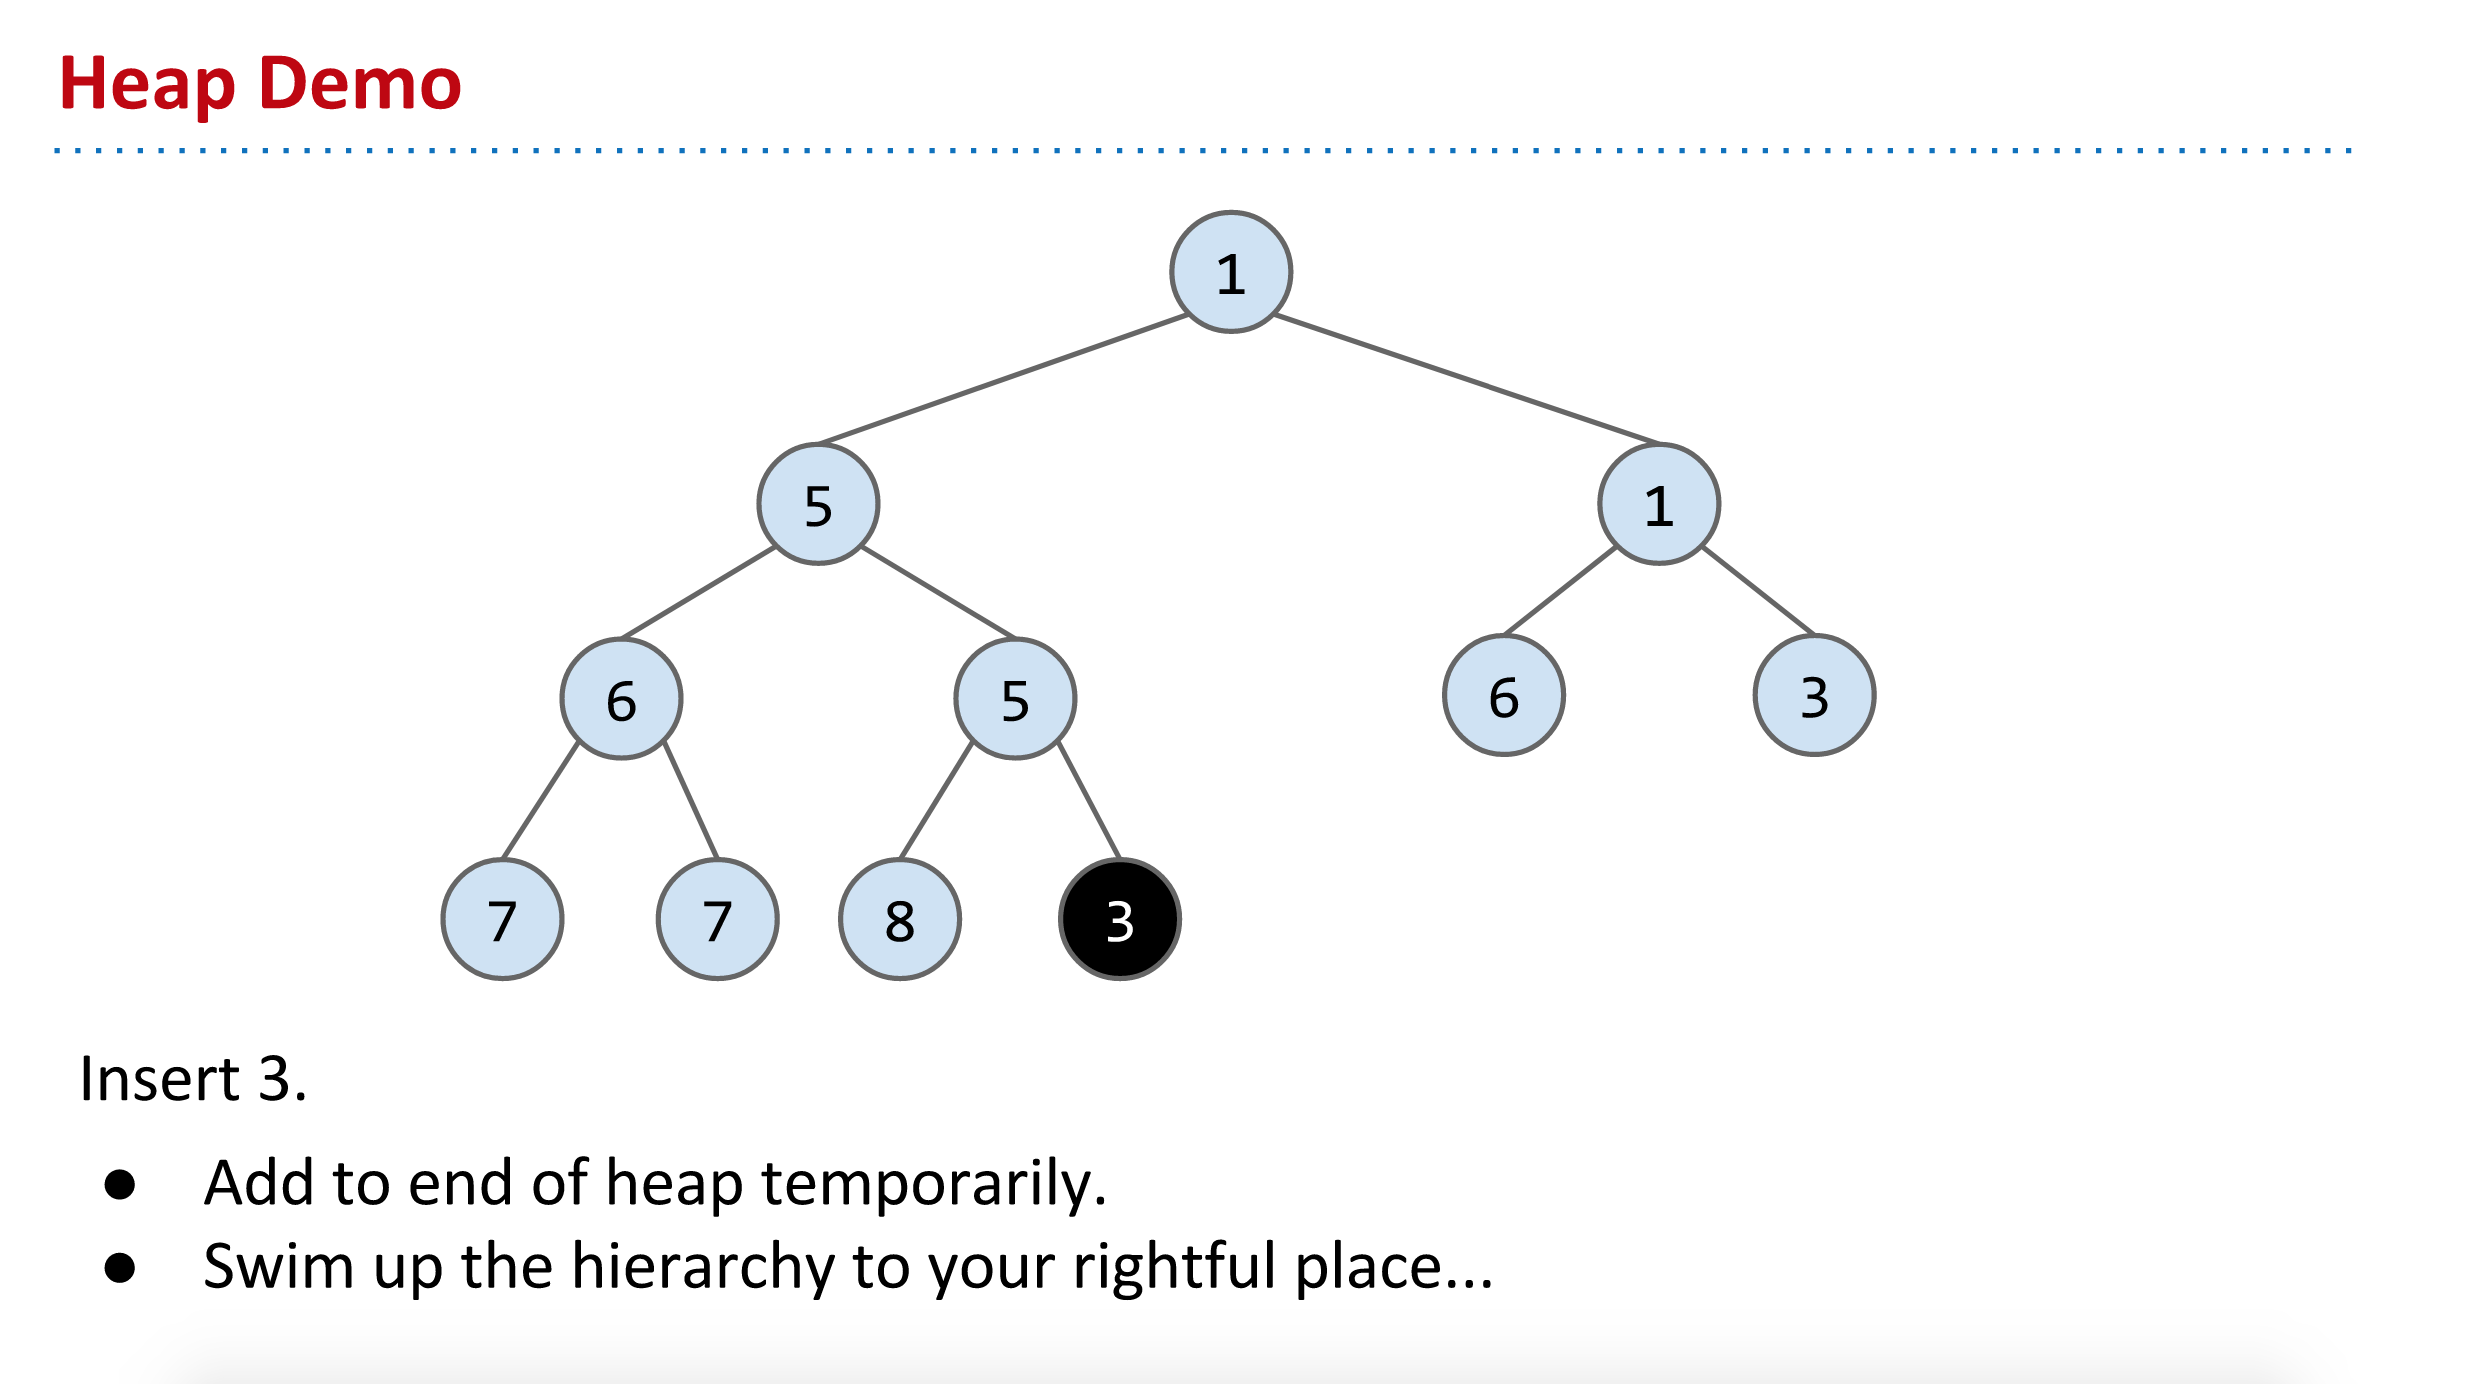 Heap Demo
1
5 1
6 5 6 3
7 7 8 3
Insert 3.
● Add to end of heap temporarily.
● Swim up the hierarchy to your rightful place...